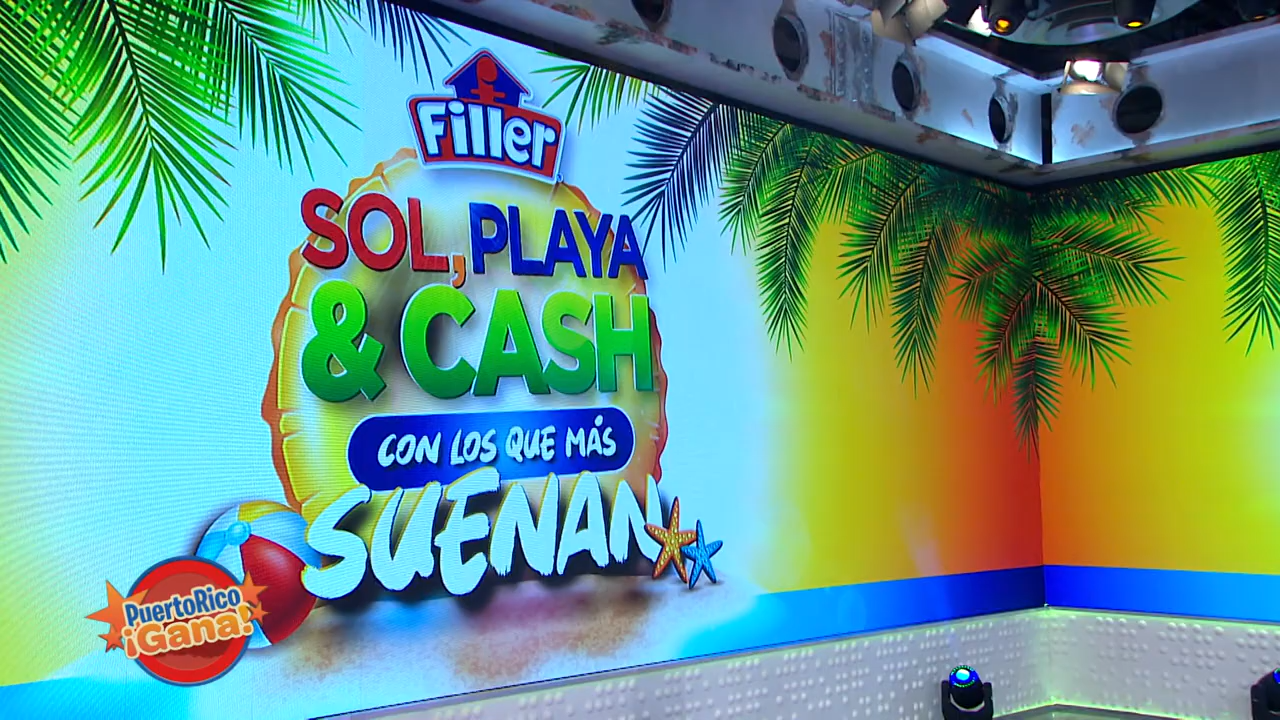 Filler
SOL, PLAYA
& CASH
CON LOS QUE MÁS
SUENAN
PuertoRico
¡Gana!